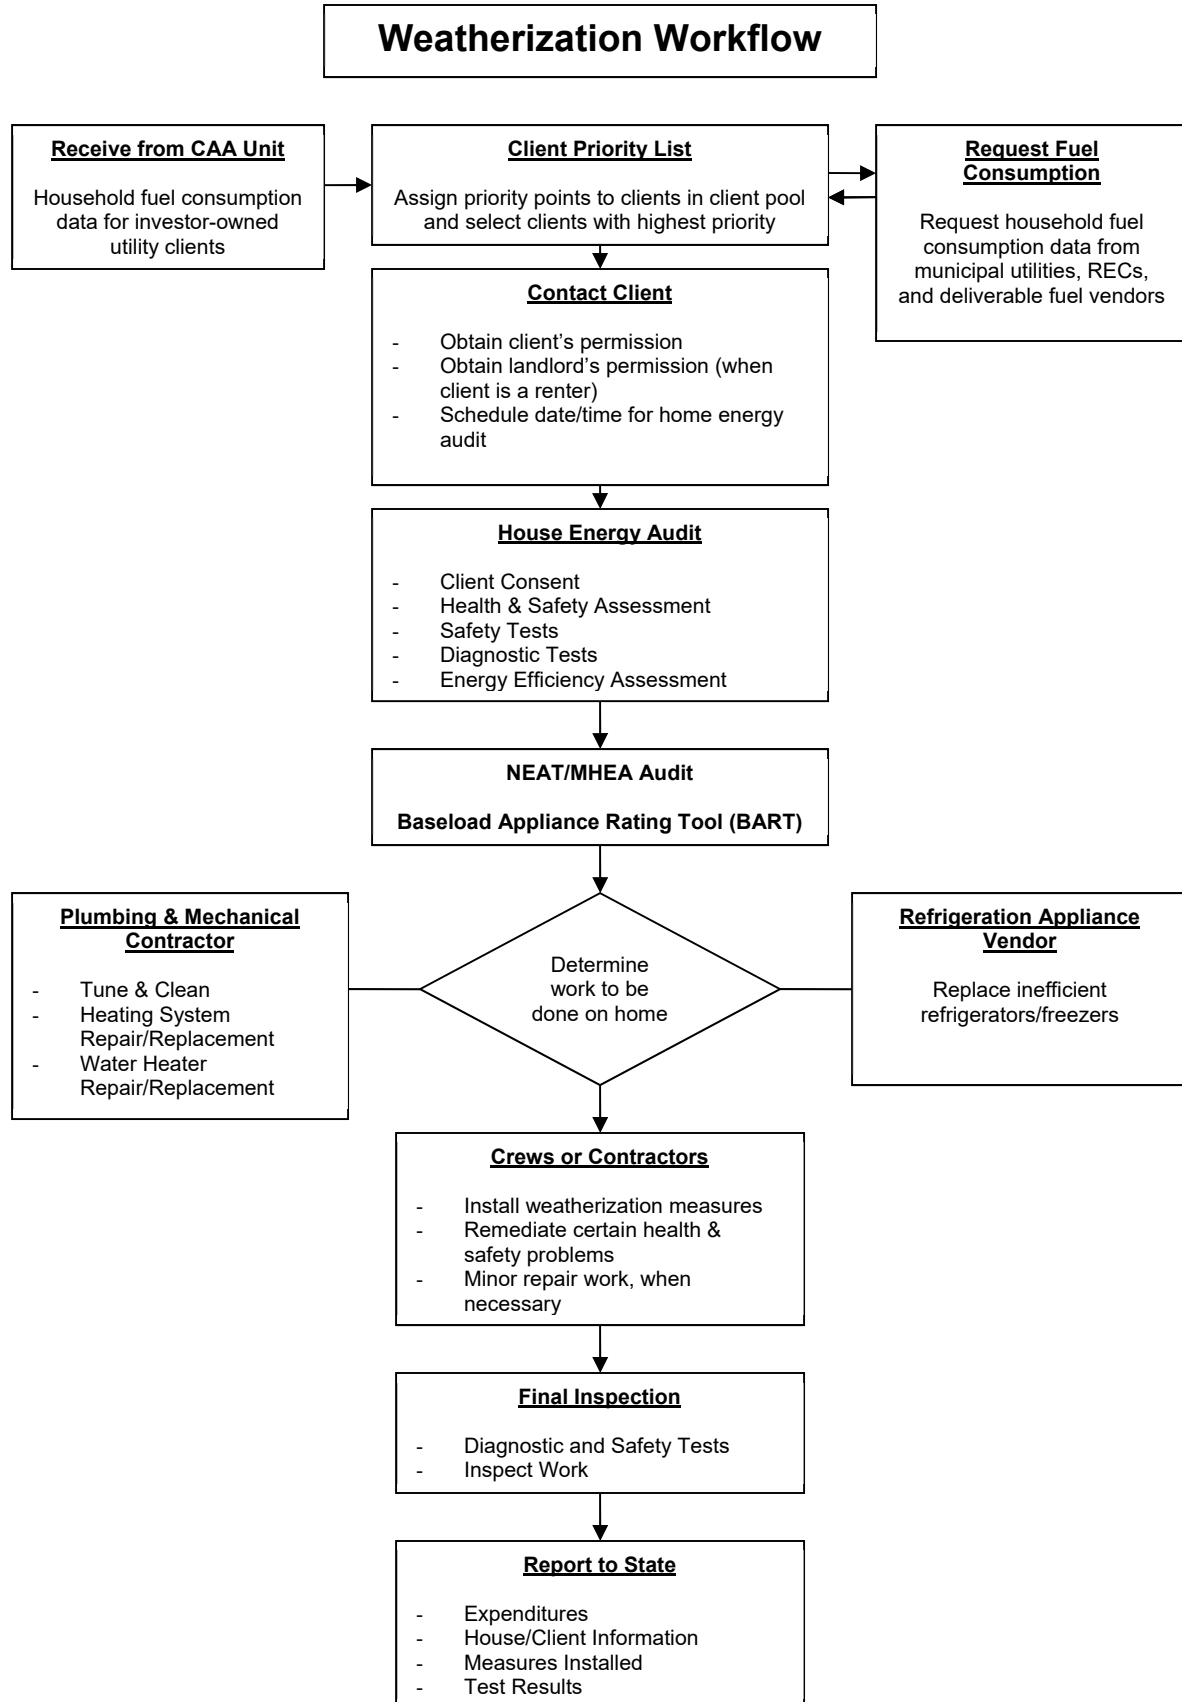 Weatherization Workflow
Receive from CAA Unit
Household fuel consumption
data for investor-owned
utility clients
Client Priority List
Assign priority points to clients in client pool
and select clients with highest priority
Request Fuel
Consumption
Request household fuel
consumption data from
municipal utilities, RECs,
and deliverable fuel vendors
Contact Client
- Obtain client’s permission
- Obtain landlord’s permission (when
client is a renter)
- Schedule date/time for home energy
audit
House Energy Audit
- Client Consent
- Health & Safety Assessment
- Safety Tests
- Diagnostic Tests
- Energy Efficiency Assessment
NEAT/MHEA Audit
Baseload Appliance Rating Tool (BART)
Plumbing & Mechanical
Contractor
- Tune & Clean
- Heating System
Repair/Replacement
- Water Heater
Repair/Replacement
Determine
work to be
done on home
Refrigeration Appliance
Vendor
Replace inefficient
refrigerators/freezers
Crews or Contractors
- Install weatherization measures
- Remediate certain health &
safety problems
- Minor repair work, when
necessary
Final Inspection
- Diagnostic and Safety Tests
- Inspect Work
Report to State
- Expenditures
- House/Client Information
- Measures Installed
- Test Results